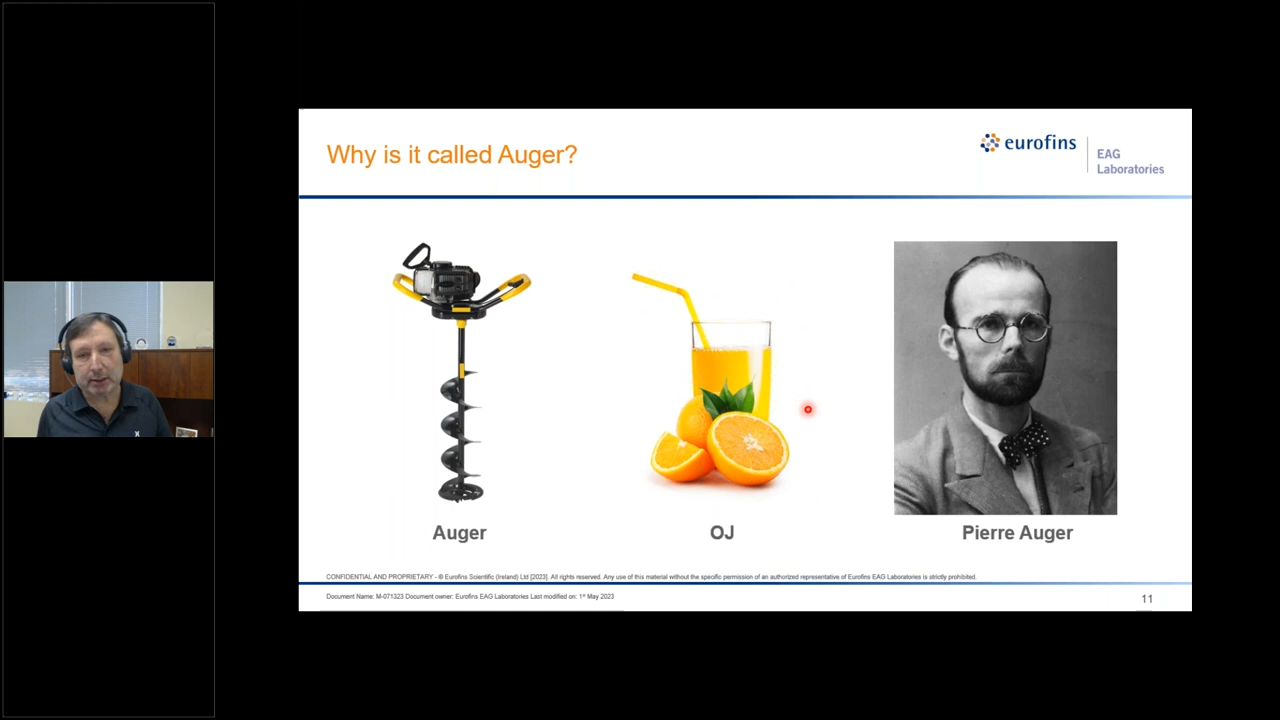 Why is it called Auger?
eurofins
EAG
Laboratories
Auger
OJ
Pierre Auger
CONFIDENTIAL AND PROPRIETARY - © Eurofins Scientific (Ireland) Ltd [2023]. All rights reserved. Any use of this material without the specific permission of an authorized representative of Eurofins EAG Laboratories is strictly prohibited.
Document Name: M-071323 Document owner: Eurofins EAG Laboratories Last modified on: 1st May 2023
11